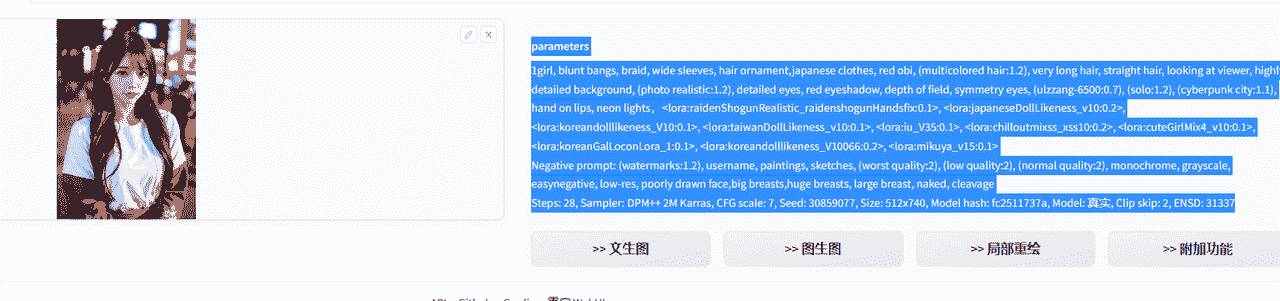 parameters
1girl, blunt bangs, braid, wide sleeves, hair ornament,japanese clothes, red obi, (multicolored hair:1.2), very long hair, straight hair, looking at viewer, highly
detailed background, (photo realistic:1.2), detailed eyes, red eyeshadow, depth of field, symmetry eyes, (ulzzang-6500:0.7), (solo:1.2), (cyberpunk city:1.1),
hand on lips, neon lights， <lora:raidenShogunRealistic_raidenshogunHandsfix:0.1>, <lora:japaneseDollLikeness_v10:0.2>,
<lora:koreandolllikeness_V10:0.1>, <lora:taiwanDollLikeness_v10:0.1>, <lora:iu_V35:0.1>, <lora:chilloutmixss_xss10:0.2>, <lora:cuteGirlMix4_v10:0.1>,
<lora:koreanGalLoconLora_1:0.1>, <lora:koreandolllikeness_V10066:0.2>, <lora:mikuya_v15:0.1>
Negative prompt: (watermarks:1.2), username, paintings, sketches, (worst quality:2), (low quality:2), (normal quality:2), monochrome, grayscale,
easynegative, low-res, poorly drawn face,big breasts,huge breasts, large breast, naked, cleavage
Steps: 28, Sampler: DPM++ 2M Karras, CFG scale: 7, Seed: 30859077, Size: 512x740, Model hash: fc2511737a, Model: 真实, Clip skip: 2, ENSD: 31337
>> 文生图 >> 图生图 >> 局部重绘 >> 附加功能